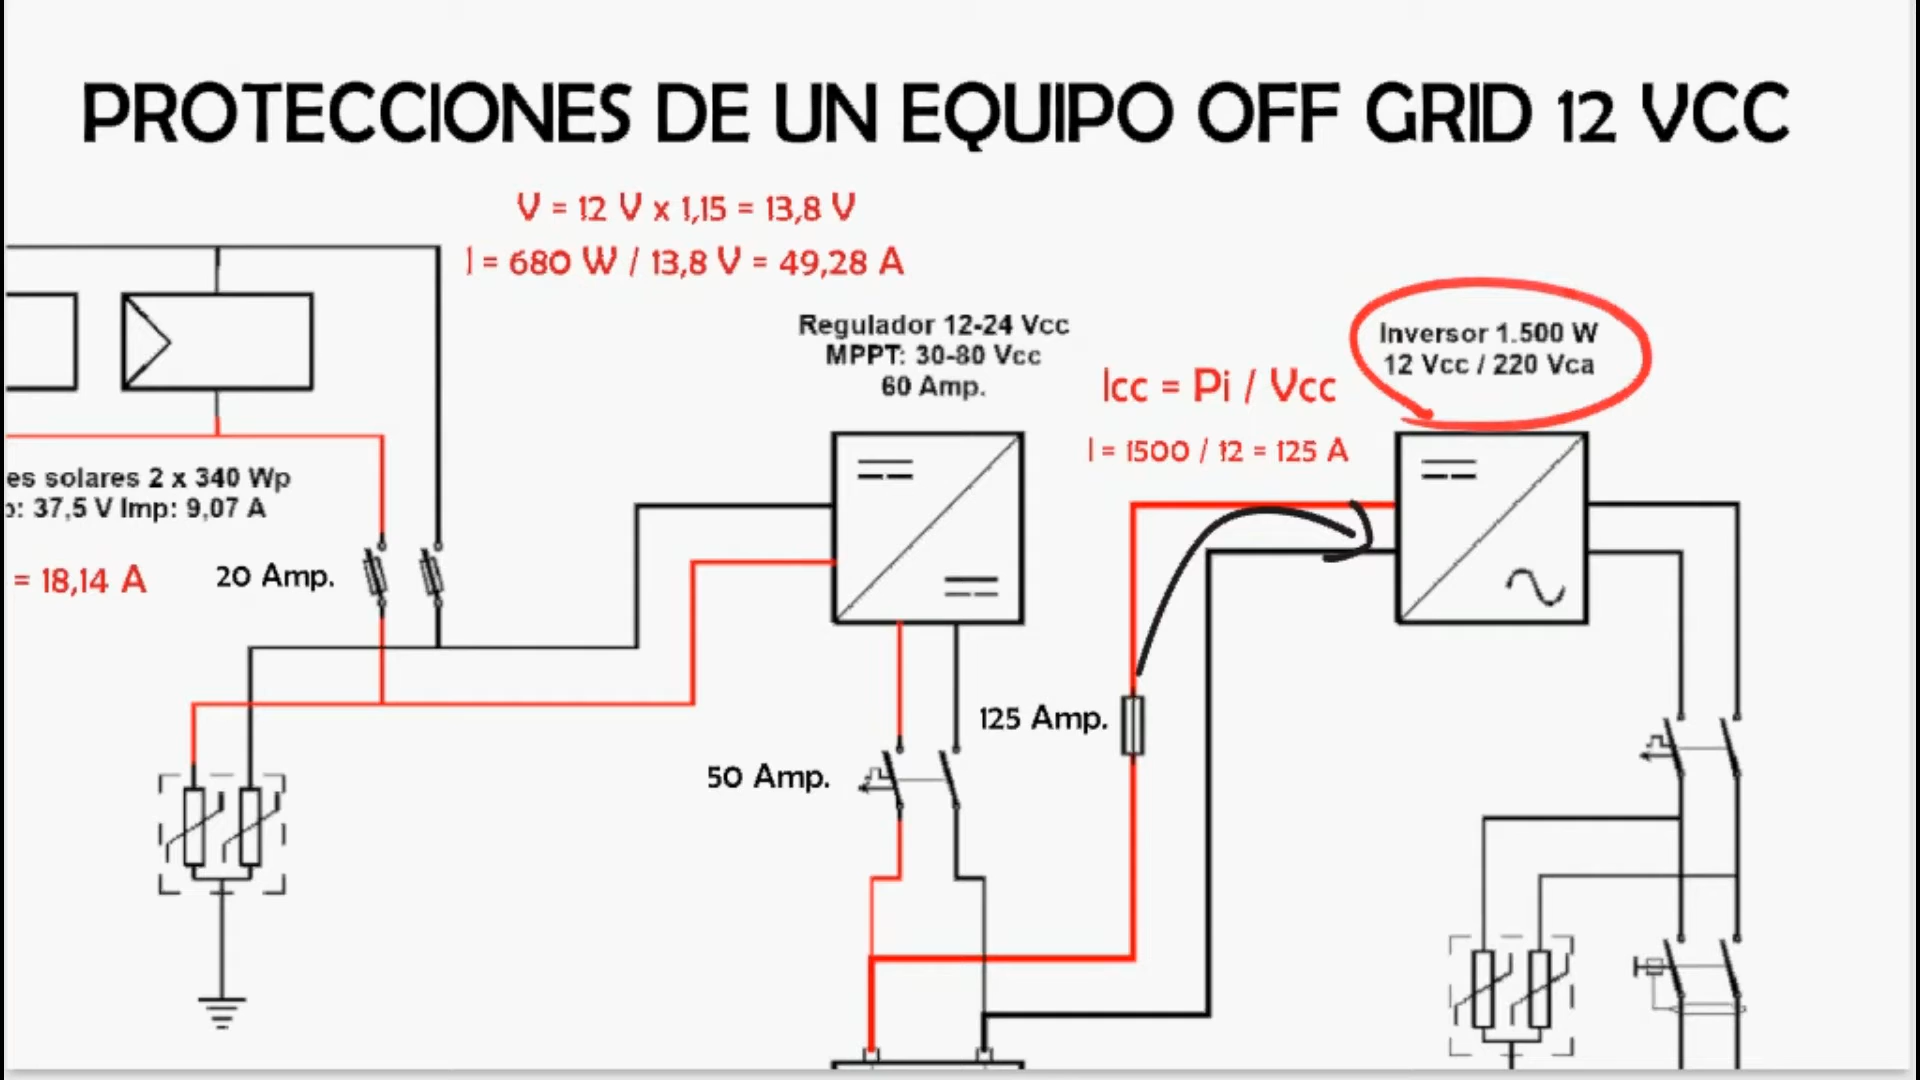 PROTECCIONES DE UN EQUIPO OFF GRID 12 VCC
V = 12 V x 1,15 = 13,8 V
I = 680 W / 13,8 V = 49,28 A
Regulador 12-24 Vcc
MPPT: 30-80 Vcc
60 Amp.
Inversor 1.500 W
12 Vcc / 220 Vca
Icc = Pi / Vcc
I = 1500 / 12 = 125 A
es solares 2 x 340 Wp
: 37,5 V Imp: 9,07 A
= 18,14 A
20 Amp.
125 Amp.
50 Amp.